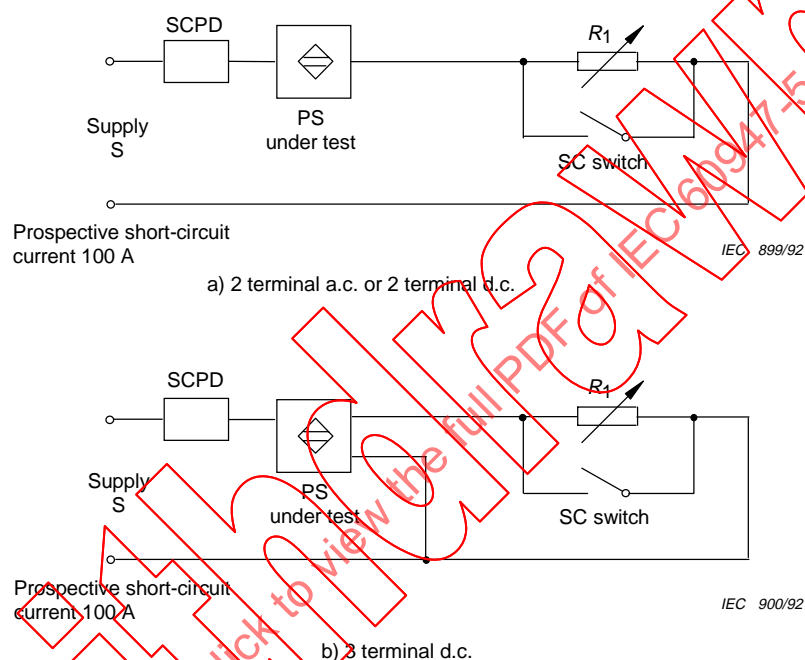 SCPD
R1
PS
under test
Supply
S
SC switch
Prospective short-circuit
current 100 A
IEC 899/92
a) 2 terminal a.c. or 2 terminal d.c.
SCPD
R1
PS
under test
Supply
S
SC switch
Prospective short-circuit
current 100 A
IEC 900/92
b) 3 terminal d.c.
click to view the full PDF of IEC 60947-5